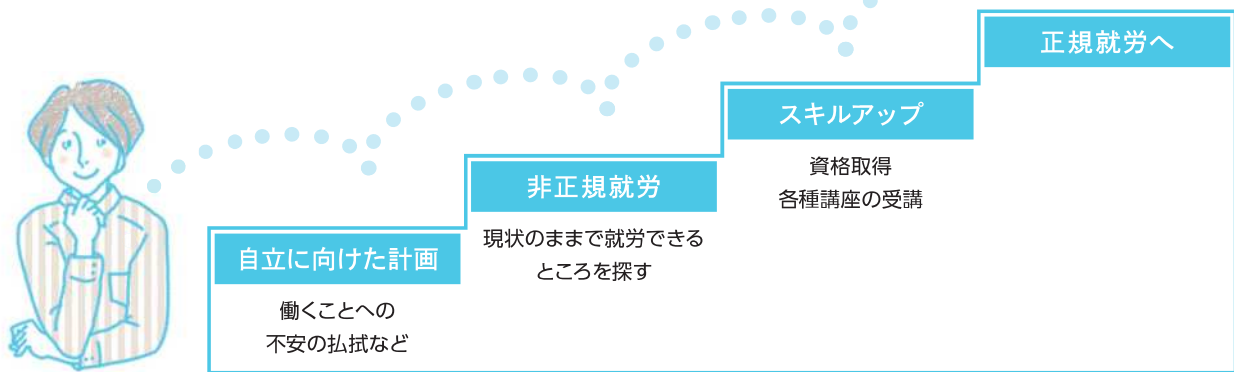 自立に向けた計画
働くことへの
不安の払拭など
非正規就労
現状のままで就労できる
ところを探す
スキルアップ
資格取得
各種講座の受講
正規就労へ